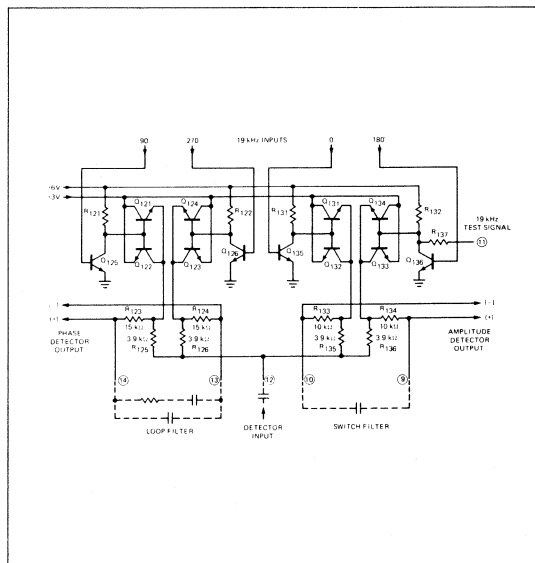 90 270 19 kHz INPUTS 0 180
6V
3V
Q121 Q124 Q131 Q134
R121 R122 R131 R132
R137
19 kHz
TEST SIGNAL
11
Q125 Q122 Q123 Q126 Q135 Q132 Q133 Q136
(-) (-)
(+) (+)
R123 R124 R133 R134
15 kΩ 15 kΩ 10 kΩ 10 kΩ
3.9 kΩ 3.9 kΩ 3.9 kΩ 3.9 kΩ
R125 R126 R135 R136
PHASE
DETECTOR
OUTPUT
AMPLITUDE
DETECTOR
OUTPUT
14 13 12 10 9
LOOP FILTER
DETECTOR
INPUT
SWITCH FILTER